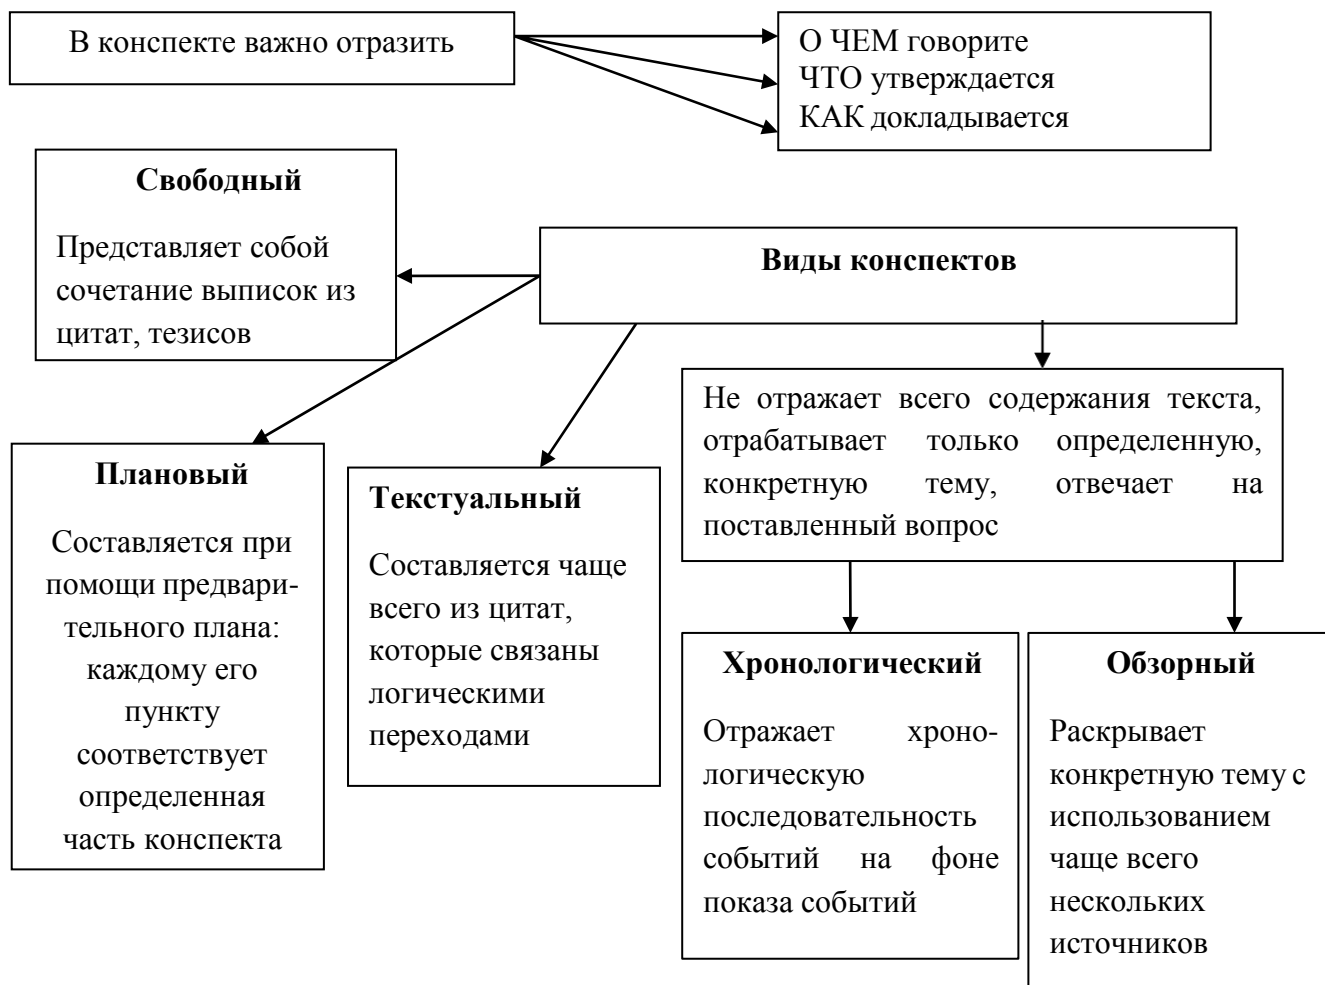 В конспекте важно отразить
О ЧЕМ говорите
ЧТО утверждается
КАК докладывается
Свободный
Представляет собой
сочетание выписок из
цитат, тезисов
Виды конспектов
Плановый
Составляется при
помощи предвари-
тельного плана:
каждому его
пункту
соответствует
определенная
часть конспекта
Текстуальный
Составляется чаще
всего из цитат,
которые связаны
логическими
переходами
Не отражает всего содержания текста,
отрабатывает только определенную,
конкретную тему, отвечает на
поставленный вопрос
Хронологический
Отражает хроно-
логическую
последовательность
событий на фоне
показа событий
Обзорный
Раскрывает
конкретную тему с
использованием
чаще всего
нескольких
источников